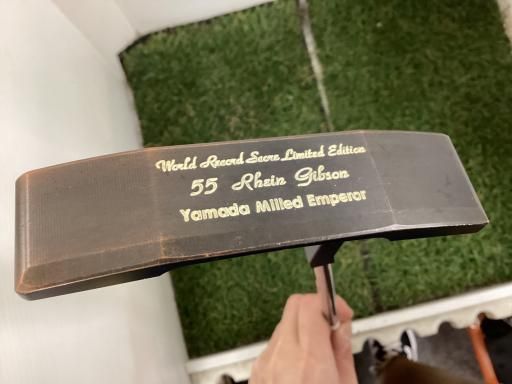 World Record Score Limited Edition
55 Rhein Gibson
Yamada Milled Emperor